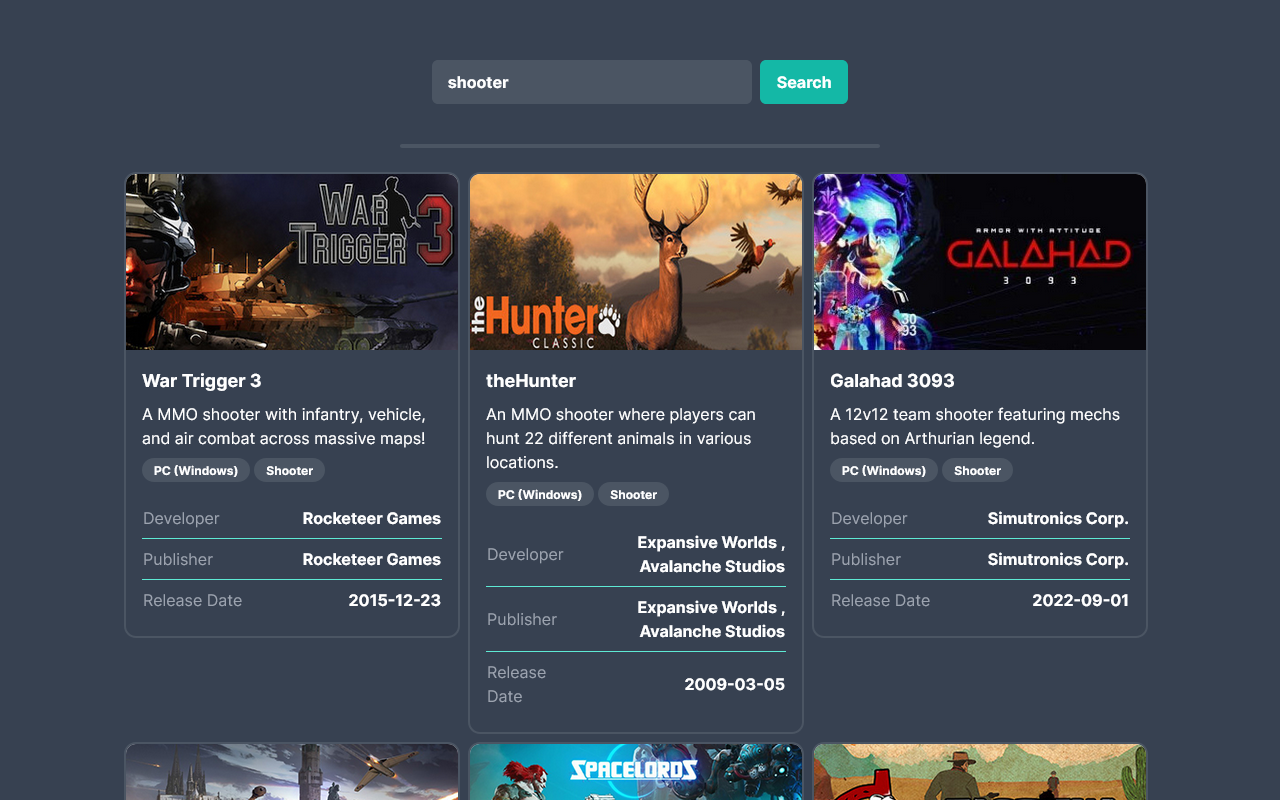 shooter
Search
WAR
TRIGGER 3
the Hunter
CLASSIC
ARMOR WITH ATTITUDE
GALAHAD
3093
30
93
War Trigger 3
A MMO shooter with infantry, vehicle,
and air combat across massive maps!
PC (Windows) Shooter
Developer Rocketeer Games
Publisher Rocketeer Games
Release Date 2015-12-23
theHunter
An MMO shooter where players can
hunt 22 different animals in various
locations.
PC (Windows) Shooter
Developer Expansive Worlds ,
Avalanche Studios
Publisher Expansive Worlds ,
Avalanche Studios
Release
Date 2009-03-05
Galahad 3093
A 12v12 team shooter featuring mechs
based on Arthurian legend.
PC (Windows) Shooter
Developer Simutronics Corp.
Publisher Simutronics Corp.
Release Date 2022-09-01
SPACELORDS